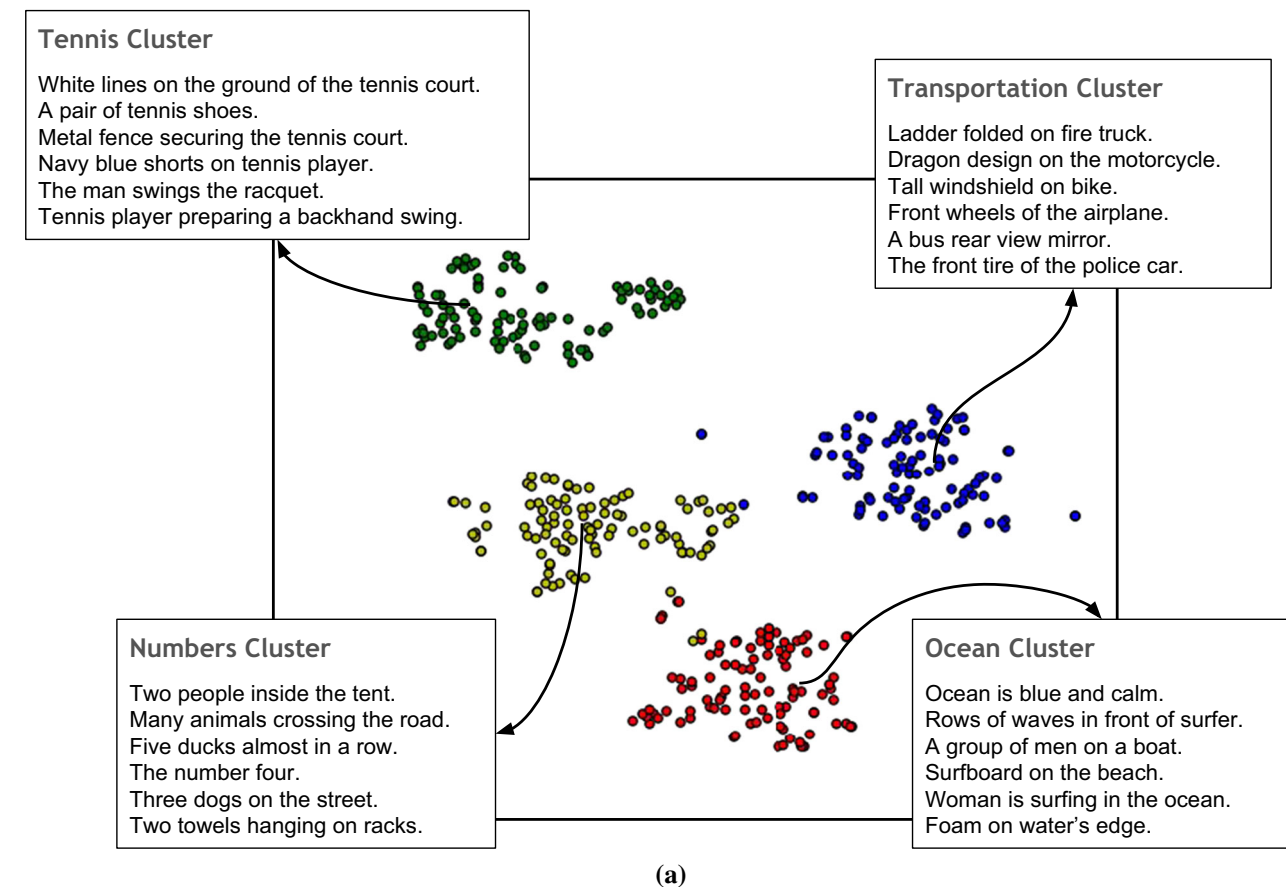 Tennis Cluster
White lines on the ground of the tennis court.
A pair of tennis shoes.
Metal fence securing the tennis court.
Navy blue shorts on tennis player.
The man swings the racquet.
Tennis player preparing a backhand swing.
Transportation Cluster
Ladder folded on fire truck.
Dragon design on the motorcycle.
Tall windshield on bike.
Front wheels of the airplane.
A bus rear view mirror.
The front tire of the police car.
Numbers Cluster
Two people inside the tent.
Many animals crossing the road.
Five ducks almost in a row.
The number four.
Three dogs on the street.
Two towels hanging on racks.
Ocean Cluster
Ocean is blue and calm.
Rows of waves in front of surfer.
A group of men on a boat.
Surfboard on the beach.
Woman is surfing in the ocean.
Foam on water's edge.
(a)